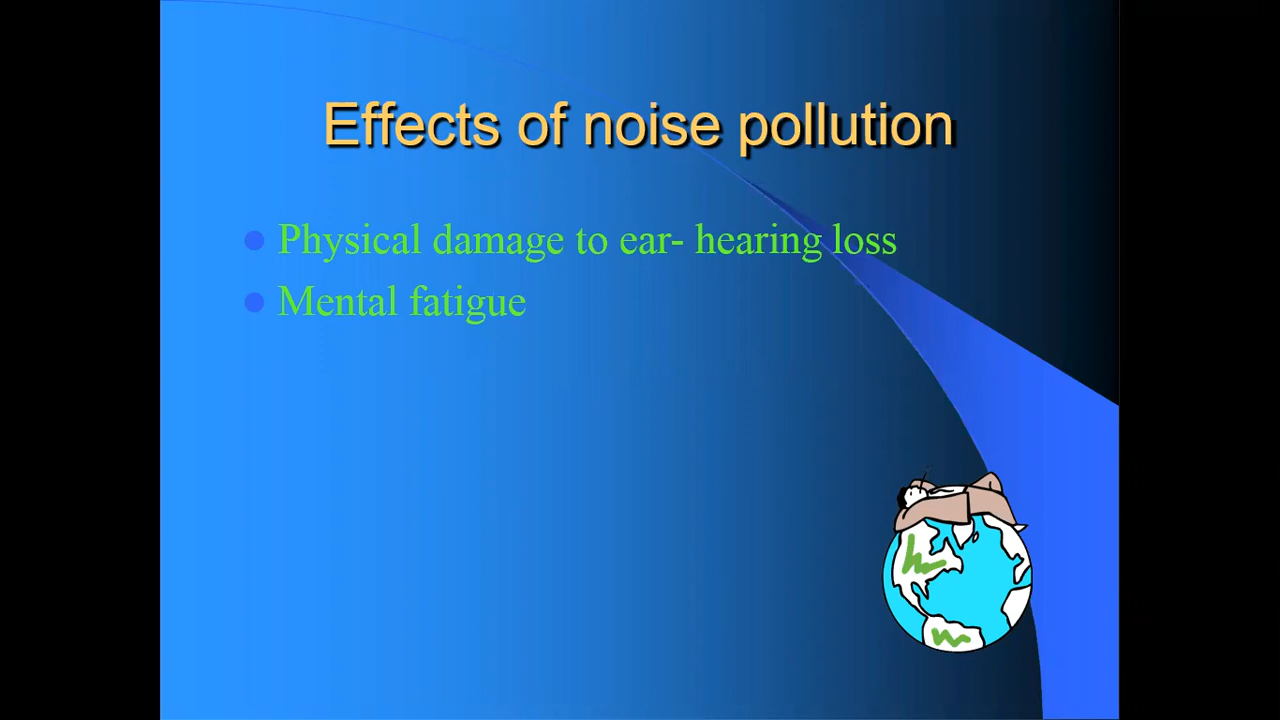 Effects of noise pollution
Physical damage to ear- hearing loss
Mental fatigue